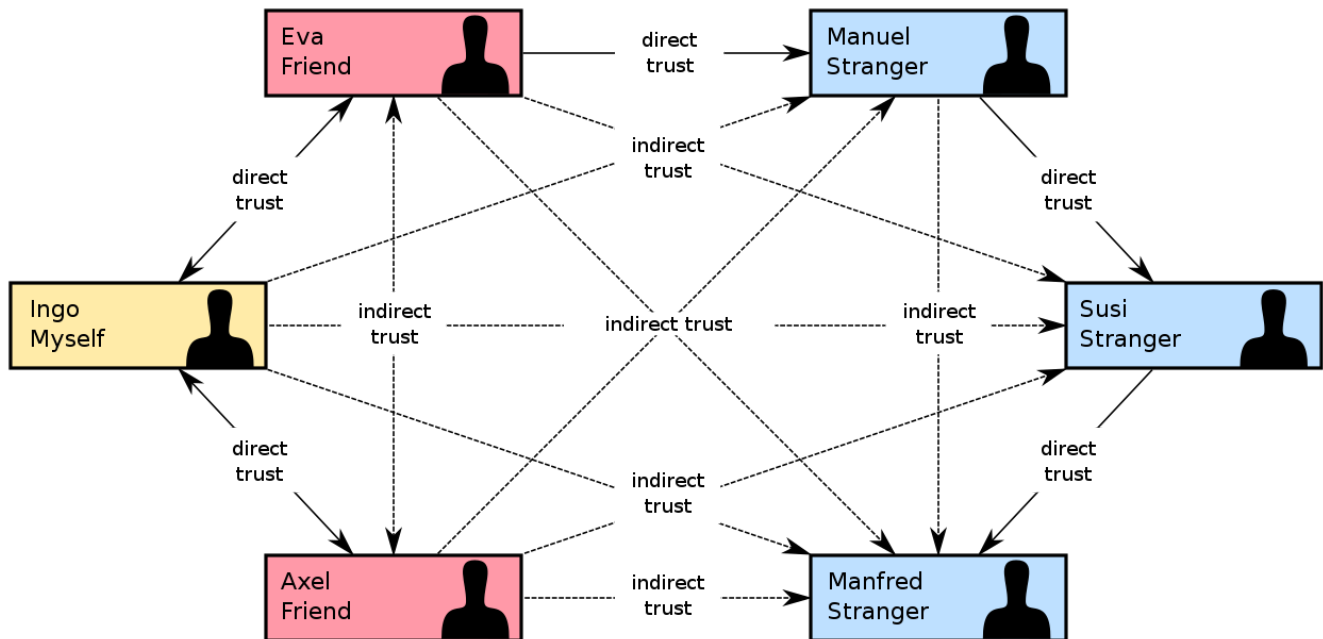 Eva
Friend
direct
trust
Manuel
Stranger
indirect
trust
direct
trust
direct
trust
Ingo
Myself
indirect
trust
indirect trust
indirect
trust
Susi
Stranger
direct
trust
indirect
trust
direct
trust
Axel
Friend
indirect
trust
Manfred
Stranger